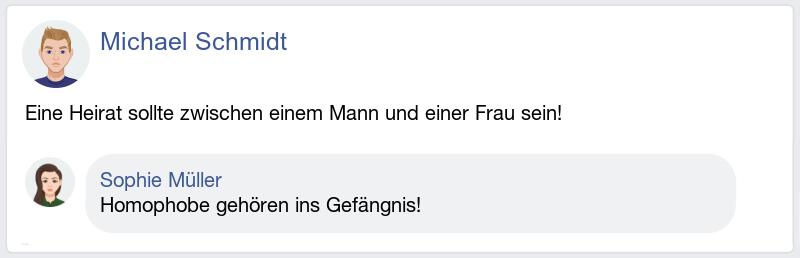 Michael Schmidt
Eine Heirat sollte zwischen einem Mann und einer Frau sein!
Sophie Müller
Homophobe gehören ins Gefängnis!